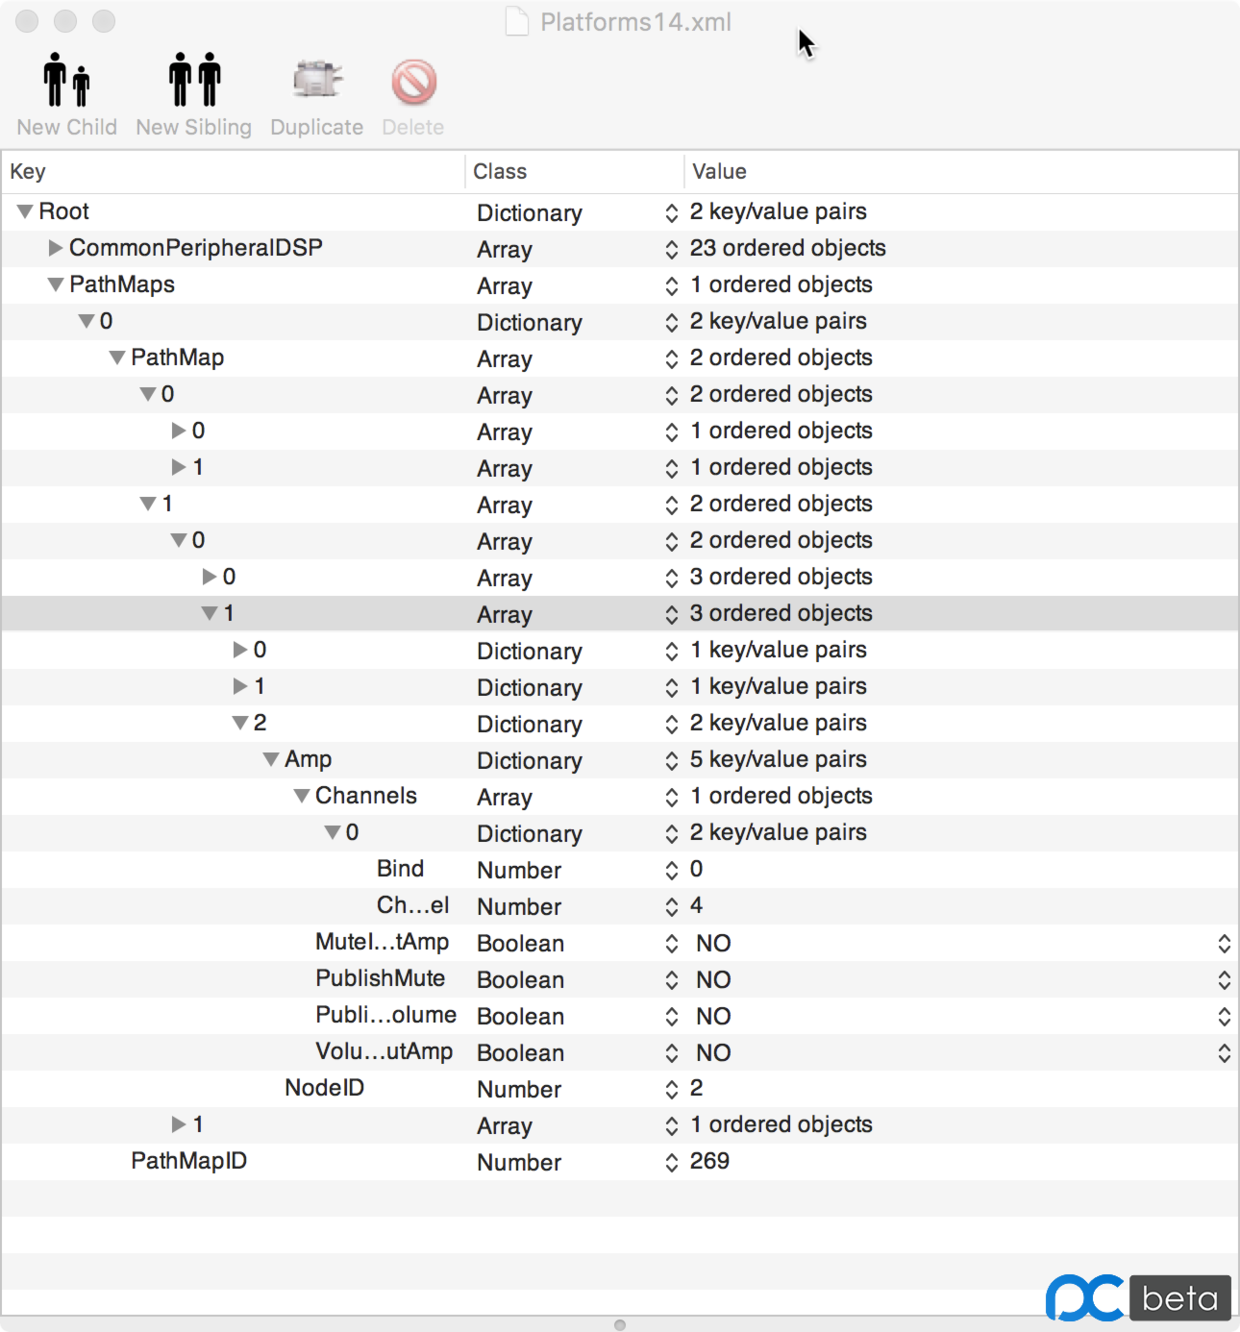 Platforms14.xml
New Child New Sibling Duplicate Delete
Key Class Value
Root Dictionary 2 key/value pairs
CommonPeripheralDSP Array 23 ordered objects
PathMaps Array 1 ordered objects
0 Dictionary 2 key/value pairs
PathMap Array 2 ordered objects
0 Array 2 ordered objects
0 Array 1 ordered objects
1 Array 1 ordered objects
1 Array 2 ordered objects
0 Array 2 ordered objects
0 Array 3 ordered objects
1 Array 3 ordered objects
0 Dictionary 1 key/value pairs
1 Dictionary 1 key/value pairs
2 Dictionary 2 key/value pairs
Amp Dictionary 5 key/value pairs
Channels Array 1 ordered objects
0 Dictionary 2 key/value pairs
Bind Number 0
Ch...el Number 4
MuteI...tAmp Boolean NO
PublishMute Boolean NO
Publi...olume Boolean NO
Volu...utAmp Boolean NO
NodeID Number 2
1 Array 1 ordered objects
PathMapID Number 269
pc beta